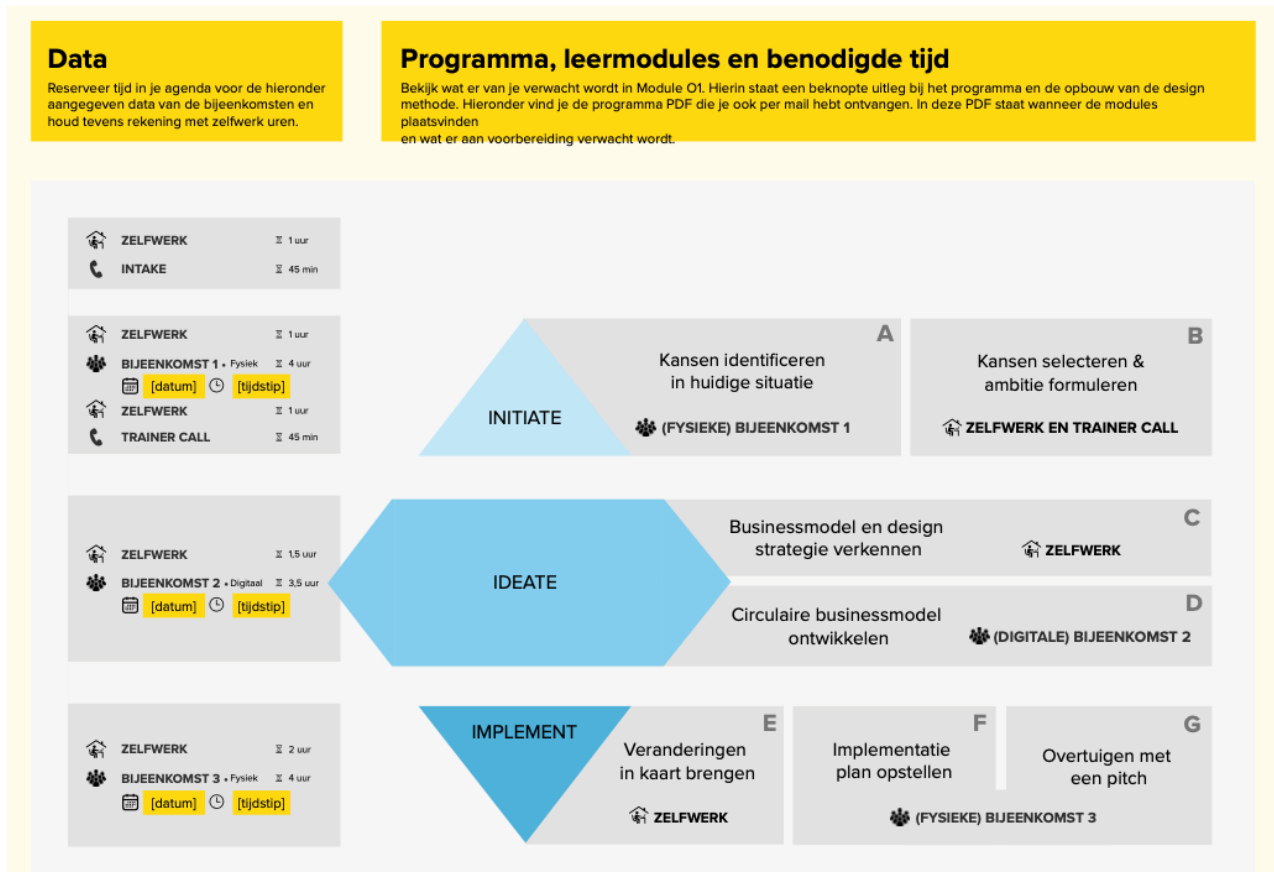 Data
Reserveer tijd in je agenda voor de hieronder
aangegeven data van de bijeenkomsten en
houd tevens rekening met zelfwerk uren.
Programma, leermodules en benodigde tijd
Bekijk wat er van je verwacht wordt in Module O1. Hierin staat een beknopte uitleg bij het programma en de opbouw van de design
methode. Hieronder vind je de programma PDF die je ook per mail hebt ontvangen. In deze PDF staat wanneer de modules
plaatsvinden
en wat er aan voorbereiding verwacht wordt.
ZELFWERK 1 uur
INTAKE 45 min
ZELFWERK 1 uur
BIJEENKOMST 1 • Fysiek 4 uur
[datum] [tijdstip]
ZELFWERK 1 uur
TRAINER CALL 45 min
INITIATE
A
Kansen identificeren
in huidige situatie
(FYSIEKE) BIJEENKOMST 1
B
Kansen selecteren &
ambitie formuleren
ZELFWERK EN TRAINER CALL
ZELFWERK 1,5 uur
BIJEENKOMST 2 • Digitaal 3,5 uur
[datum] [tijdstip]
IDEATE
C
Businessmodel en design
strategie verkennen
ZELFWERK
D
Circulaire businessmodel
ontwikkelen
(DIGITALE) BIJEENKOMST 2
ZELFWERK 2 uur
BIJEENKOMST 3 • Fysiek 4 uur
[datum] [tijdstip]
IMPLEMENT
E
Veranderingen
in kaart brengen
ZELFWERK
F
Implementatie
plan opstellen
G
Overtuigen met
een pitch
(FYSIEKE) BIJEENKOMST 3